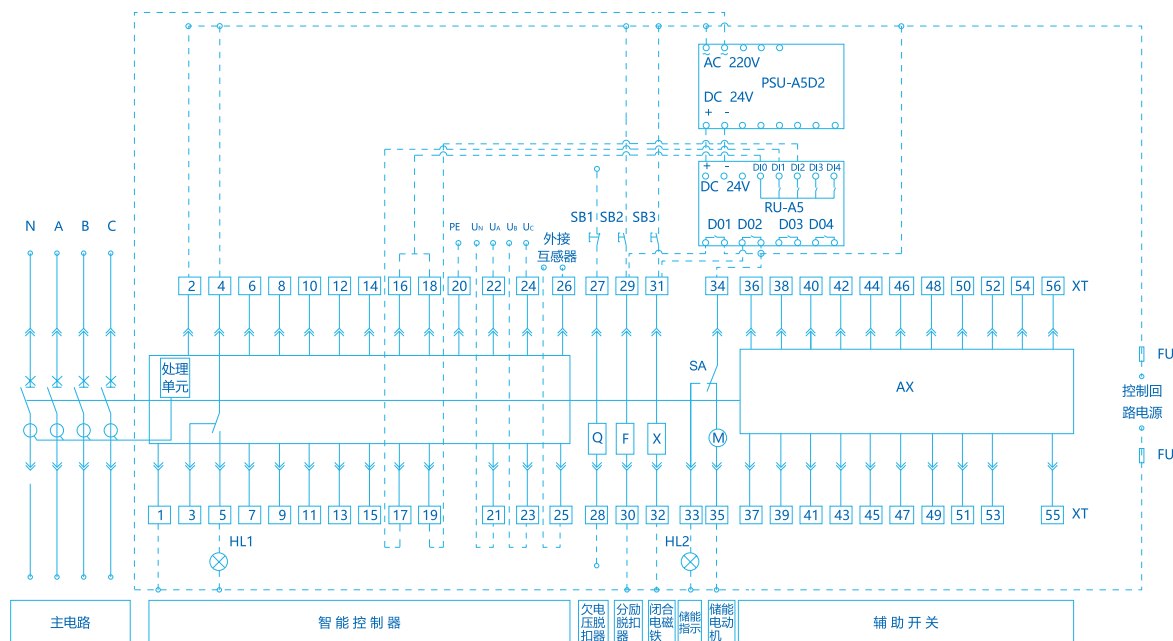 AC 220V
PSU-A5D2
DC 24V
+ -
+ - DI0 DI1 DI2 DI3 DI4
DC 24V
RU-A5
D01 D02 D03 D04
N A B C
PE UN UA UB UC
外接
互感器
SB1 SB2 SB3
2 4 6 8 10 12 14 16 18 20 22 24 26 27 29 31 34 36 38 40 42 44 46 48 50 52 54 56 XT
处理
单元
SA
AX
FU
控制回
路电源
Q F X M
FU
1 3 5 7 9 11 13 15 17 19 21 23 25 28 30 32 33 35 37 39 41 43 45 47 49 51 53 55 XT
HL1
HL2
主电路
智能控制器
欠电
压脱
扣器
分励
脱扣
器
闭合
电磁
铁
储能
指示
储能
电动
机
辅助开关